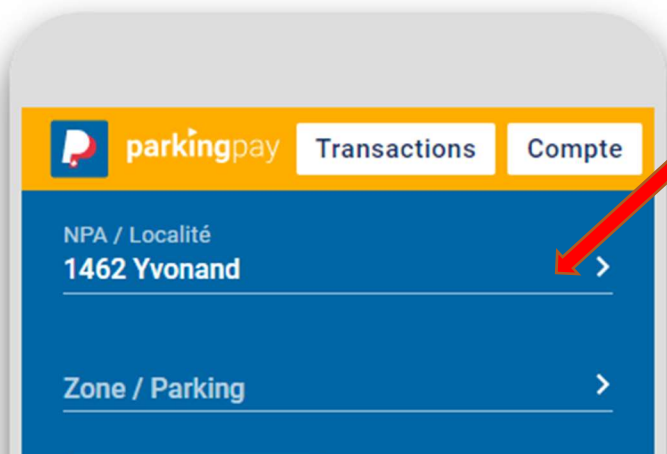 parkingpay Transactions Compte
NPA / Localité
1462 Yvonand
Zone / Parking